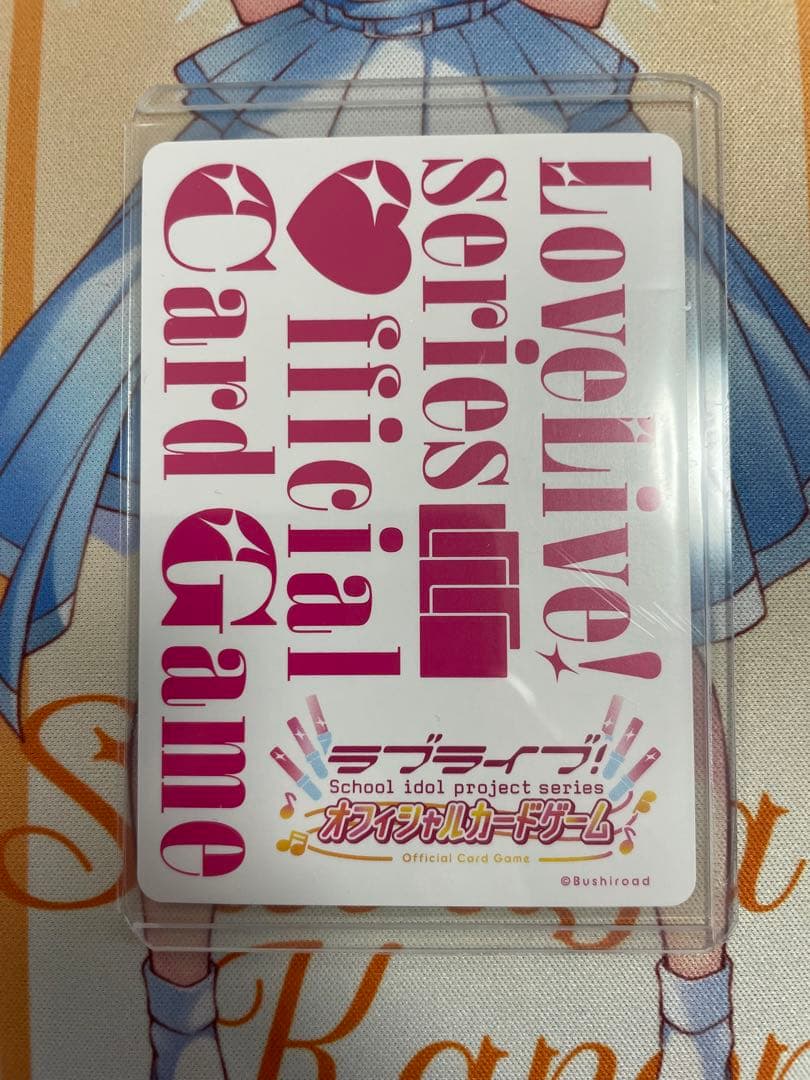 LoveLive!
series
♥fficial
Card Game
ラブライブ!
School idol project series
オフィシャルカードゲーム
Official Card Game
©Bushiroad